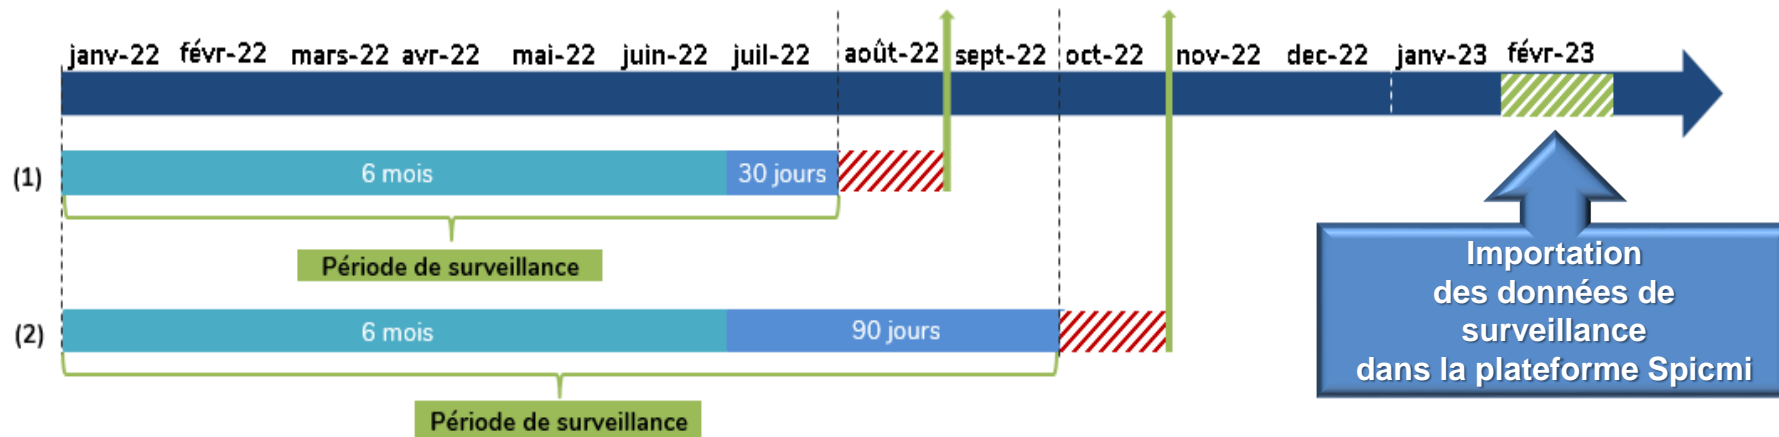 janv-22 févr-22 mars-22 avr-22 mai-22 juin-22 juil-22 août-22 sept-22 oct-22 nov-22 dec-22 janv-23 févr-23
(1) 6 mois 30 jours
Période de surveillance
(2) 6 mois 90 jours
Période de surveillance
Importation
des données de
surveillance
dans la plateforme Spicmi